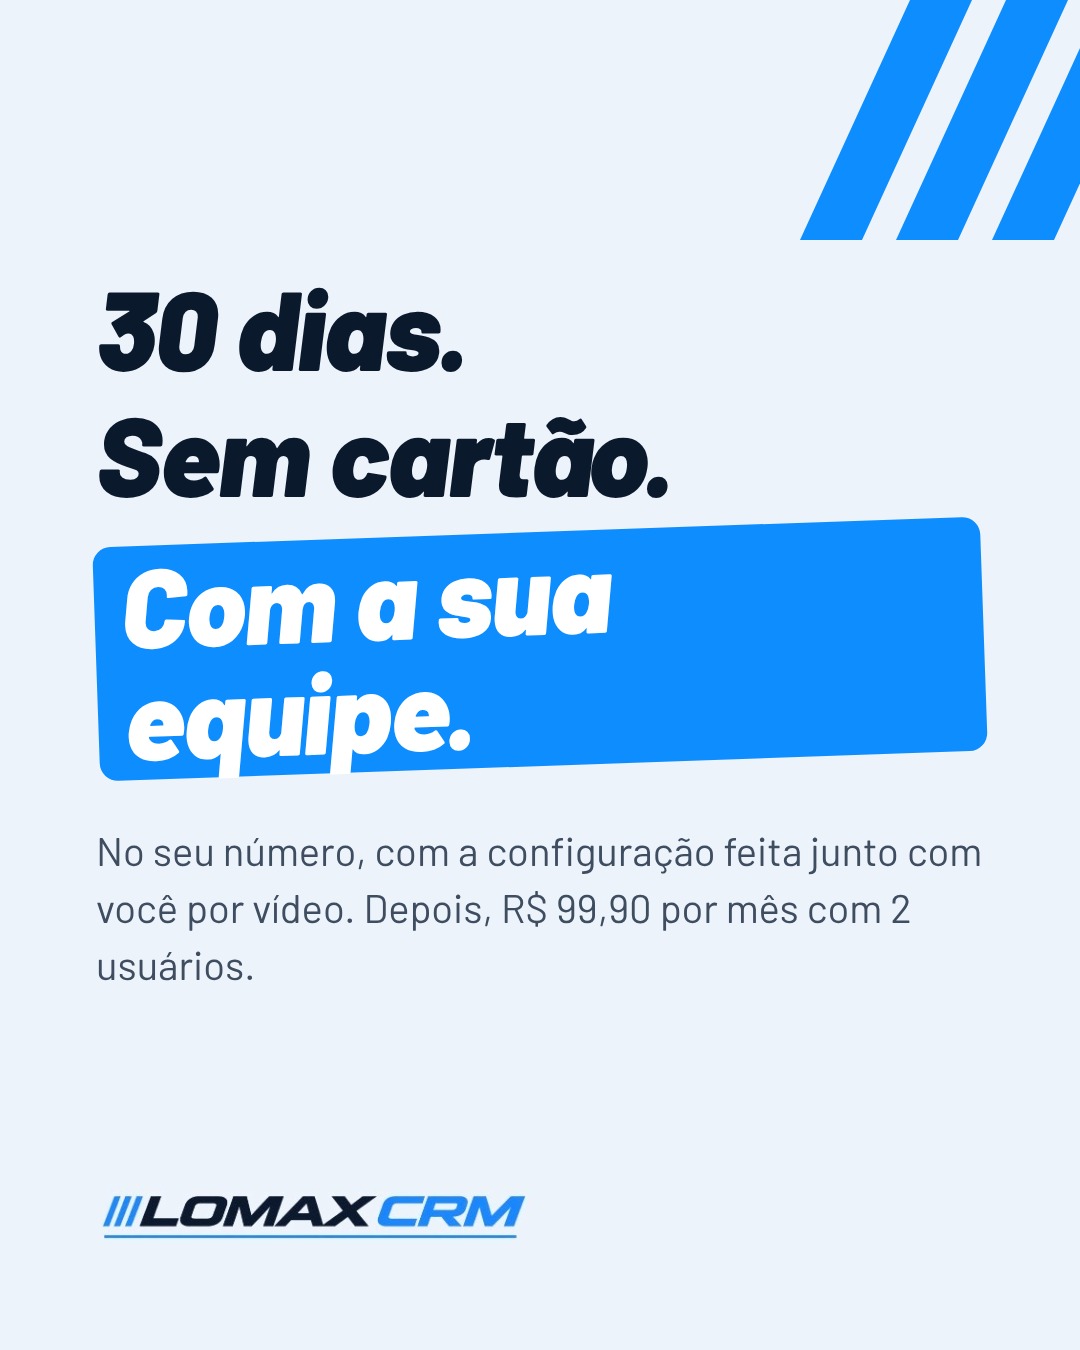 30 dias.
Sem cartão.
Com a sua
equipe.
No seu número, com a configuração feita junto com
você por vídeo. Depois, R$ 99,90 por mês com 2
usuários.
LOMAX CRM